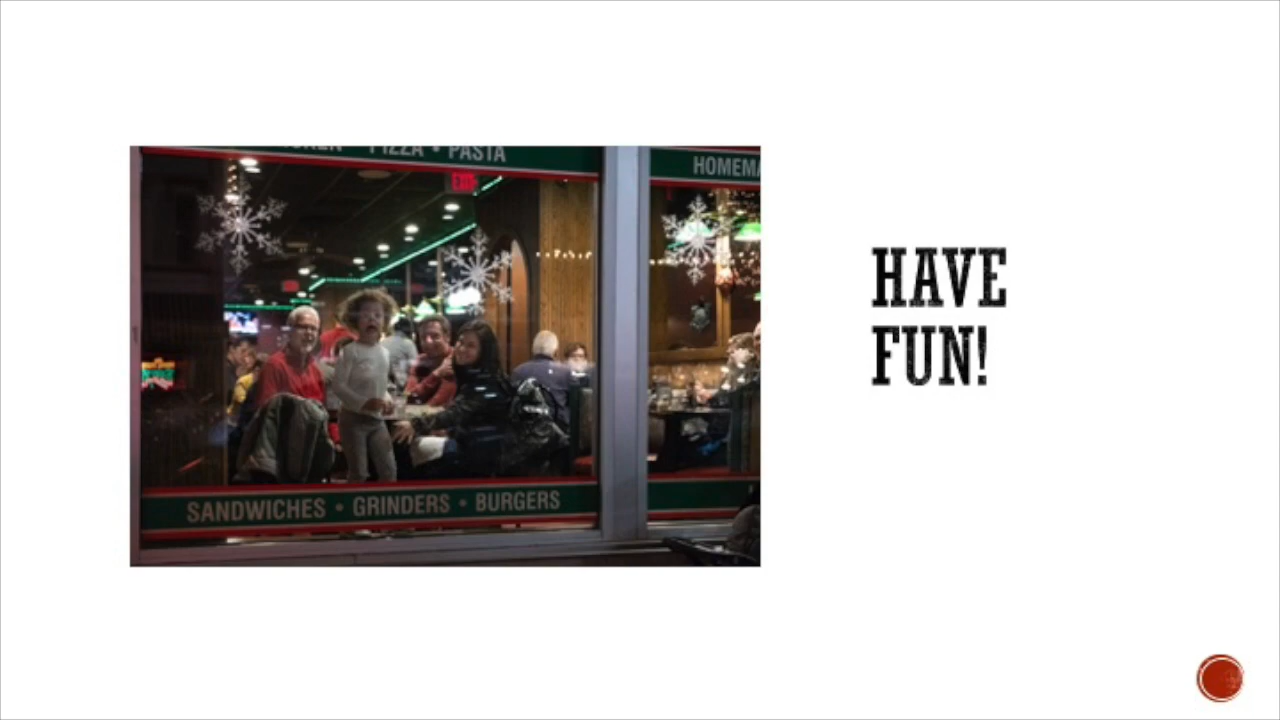 PIZZA • PASTA
HOMEMA
EXIT
SANDWICHES • GRINDERS • BURGERS
HAVE
FUN!